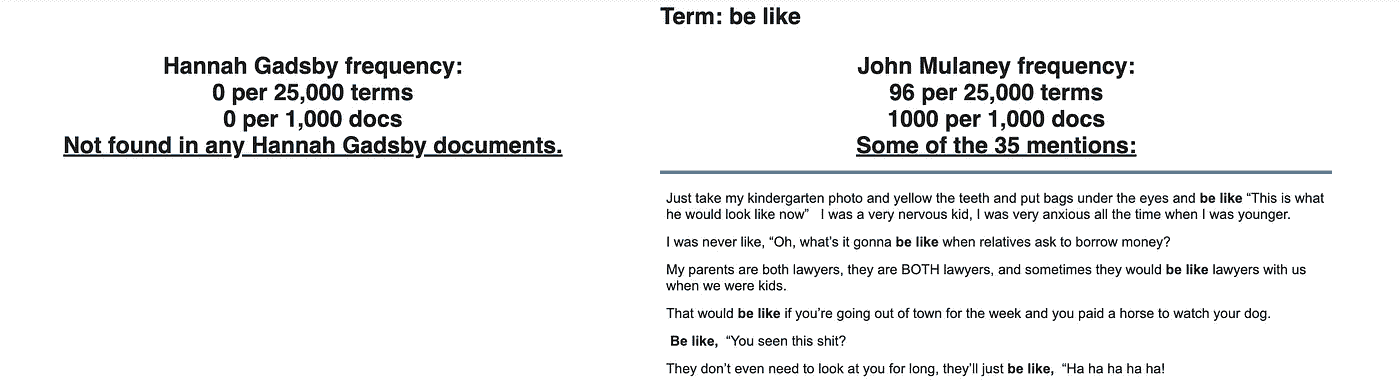 Term: be like
Hannah Gadsby frequency:
0 per 25,000 terms
0 per 1,000 docs
Not found in any Hannah Gadsby documents.
John Mulaney frequency:
96 per 25,000 terms
1000 per 1,000 docs
Some of the 35 mentions:
Just take my kindergarten photo and yellow the teeth and put bags under the eyes and be like “This is what
he would look like now”   I was a very nervous kid, I was very anxious all the time when I was younger.
I was never like, “Oh, what’s it gonna be like when relatives ask to borrow money?
My parents are both lawyers, they are BOTH lawyers, and sometimes they would be like lawyers with us
when we were kids.
That would be like if you’re going out of town for the week and you paid a horse to watch your dog.
Be like,  “You seen this shit?
They don’t even need to look at you for long, they’ll just be like,  “Ha ha ha ha ha!